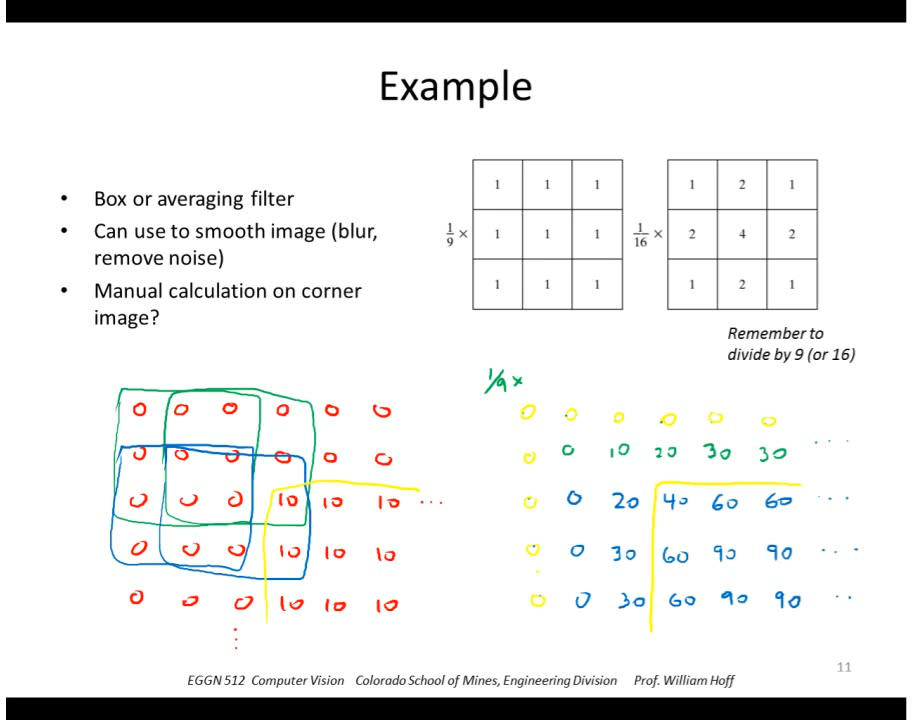 Example
• Box or averaging filter
• Can use to smooth image (blur,
remove noise)
• Manual calculation on corner
image?
1/9 ×
1 1 1
1 1 1
1 1 1
1/16 ×
1 2 1
2 4 2
1 2 1
Remember to
divide by 9 (or 16)
0 0 0 0 0 0
0 0 0 0 0 0
0 0 0 10 10 10 ...
0 0 0 10 10 10
0 0 0 10 10 10
⋮
1/9 ×
0 0 0 0 0 0
0 0 10 20 30 30 ...
0 20 40 60 60 ...
0 0 30 60 90 90 ...
0 0 30 60 90 90 ..
11
EGGN 512 Computer Vision Colorado School of Mines, Engineering Division Prof. William Hoff